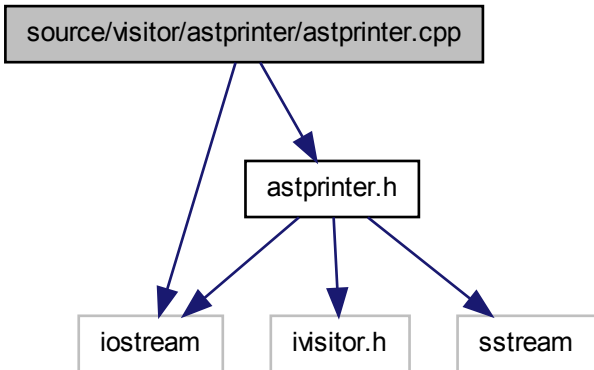 source/visitor/astprinter/astprinter.cpp
astprinter.h
iostream
ivisitor.h
sstream